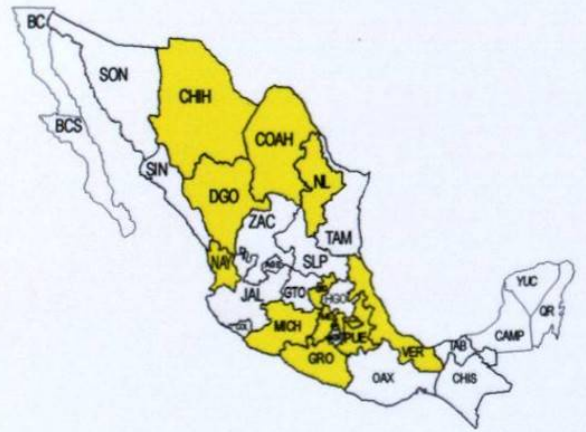 BC
SON
CHIH
BCS
COAH
SIN
NL
DGO
ZAC
TAM
NAY
SLP
JAL
GTO
HGO
MICH
PUE
VER
GRO
OAX
TAB
CHIS
CAMP
YUC
QR